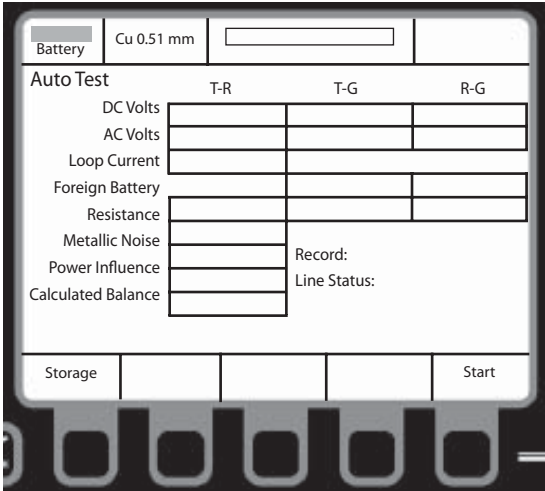 Battery
Cu 0.51 mm
Auto Test
T-R T-G R-G
DC Volts
AC Volts
Loop Current
Foreign Battery
Resistance
Metallic Noise
Power Influence
Calculated Balance
Record:
Line Status:
Storage
Start